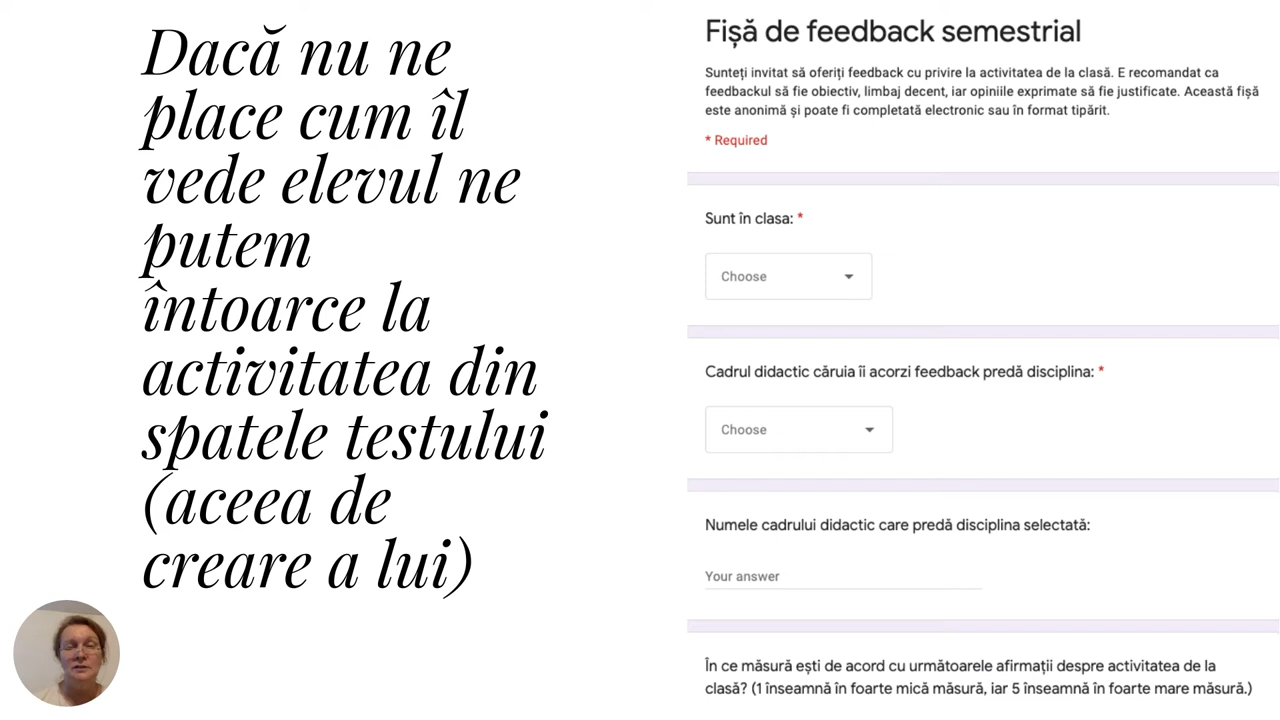 Dacă nu ne
place cum îl
vede elevul ne
putem
întoarce la
activitatea din
spatele testului
(aceea de
creare a lui)
Fișă de feedback semestrial
Sunteți invitat să oferiți feedback cu privire la activitatea de la clasă. E recomandat ca
feedbackul să fie obiectiv, limbaj decent, iar opiniile exprimate să fie justificate. Această fișă
este anonimă și poate fi completată electronic sau în format tipărit.
* Required
Sunt în clasa: *
Choose
Cadrul didactic căruia îi acorzi feedback predă disciplina: *
Choose
Numele cadrului didactic care predă disciplina selectată:
Your answer
În ce măsură ești de acord cu următoarele afirmații despre activitatea de la
clasă? (1 înseamnă în foarte mică măsură, iar 5 înseamnă în foarte mare măsură.)